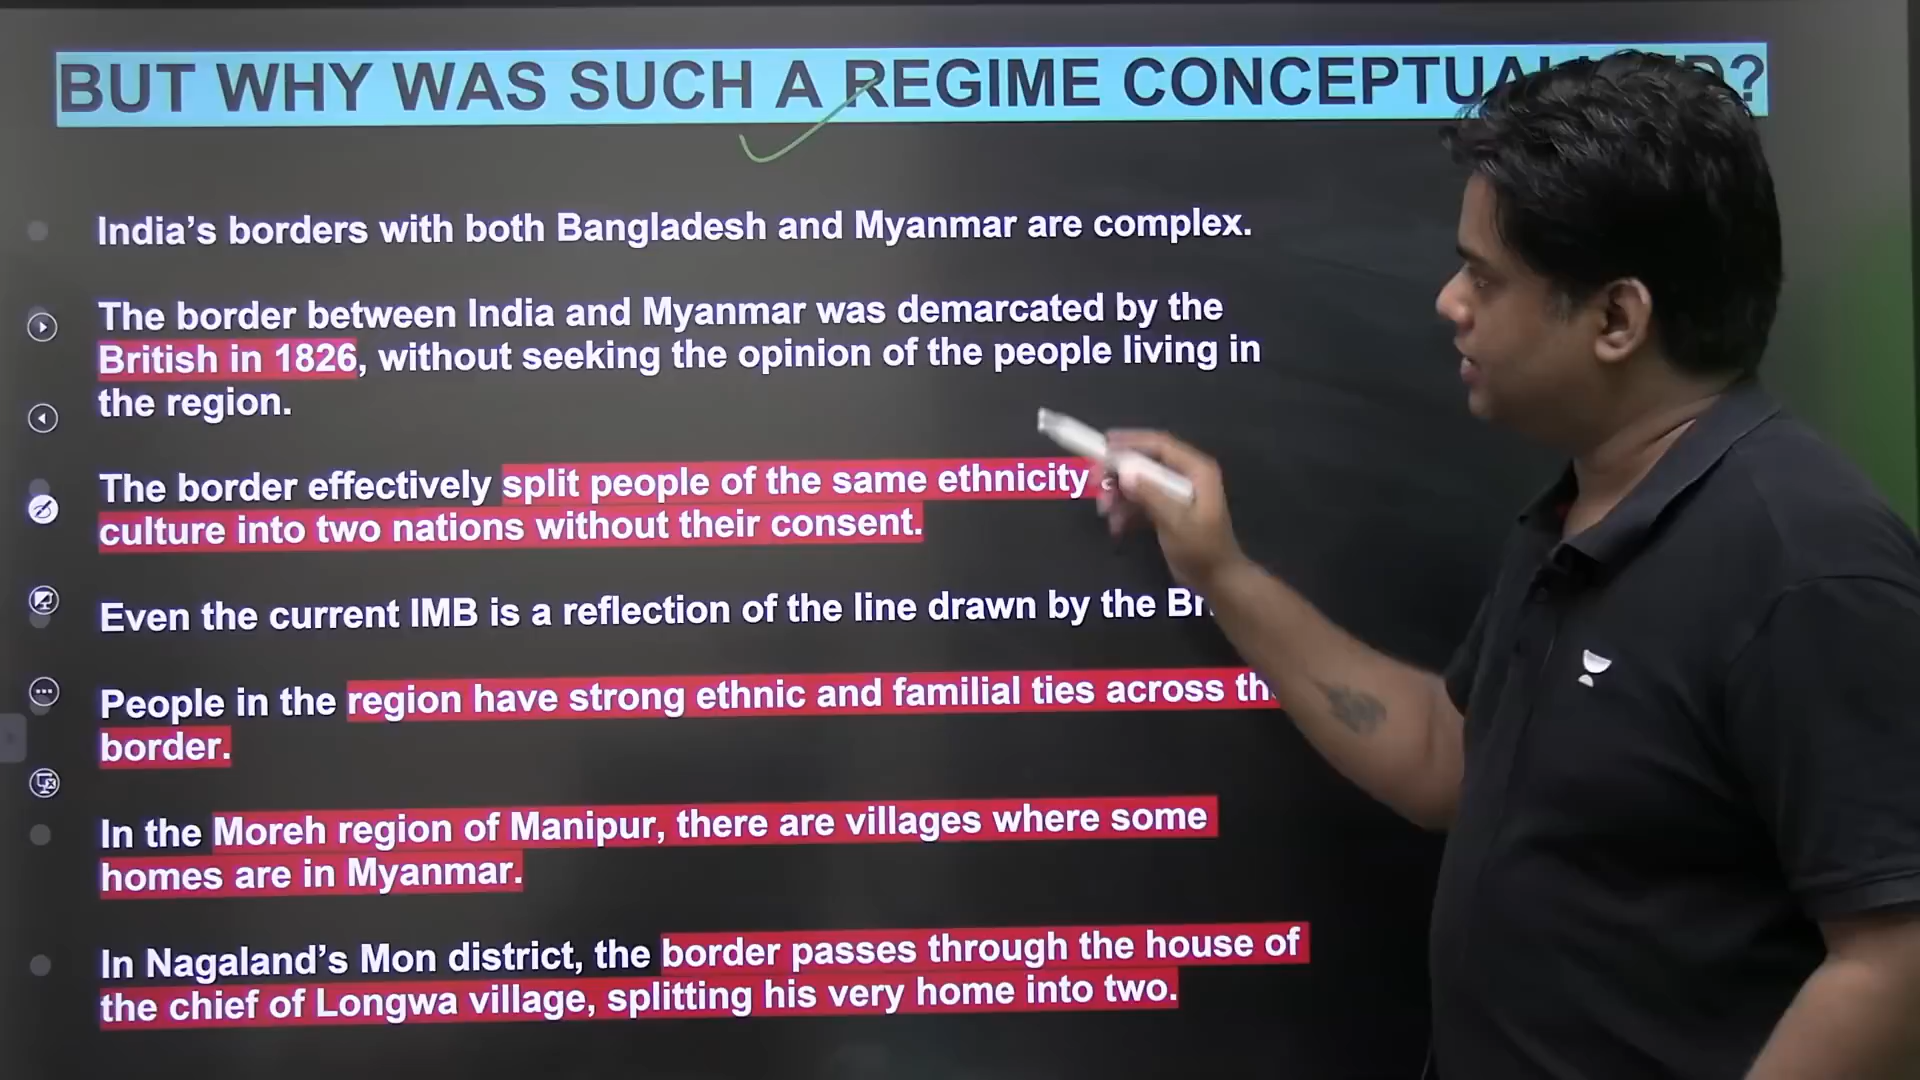 BUT WHY WAS SUCH A REGIME
India’s borders with both Bangladesh and Myanmar are complex.
The border between India and Myanmar was demarcated by the
British in 1826, without seeking the opinion of the people living in
the region.
The border effectively split people of the same ethnicity
culture into two nations without their consent.
Even the current IMB is a reflection of the line drawn by the
People in the region have strong ethnic and familial ties across
border.
In the Moreh region of Manipur, there are villages where some
homes are in Myanmar.
In Nagaland’s Mon district, the border passes through the house of
the chief of Longwa village, splitting his very home into two.